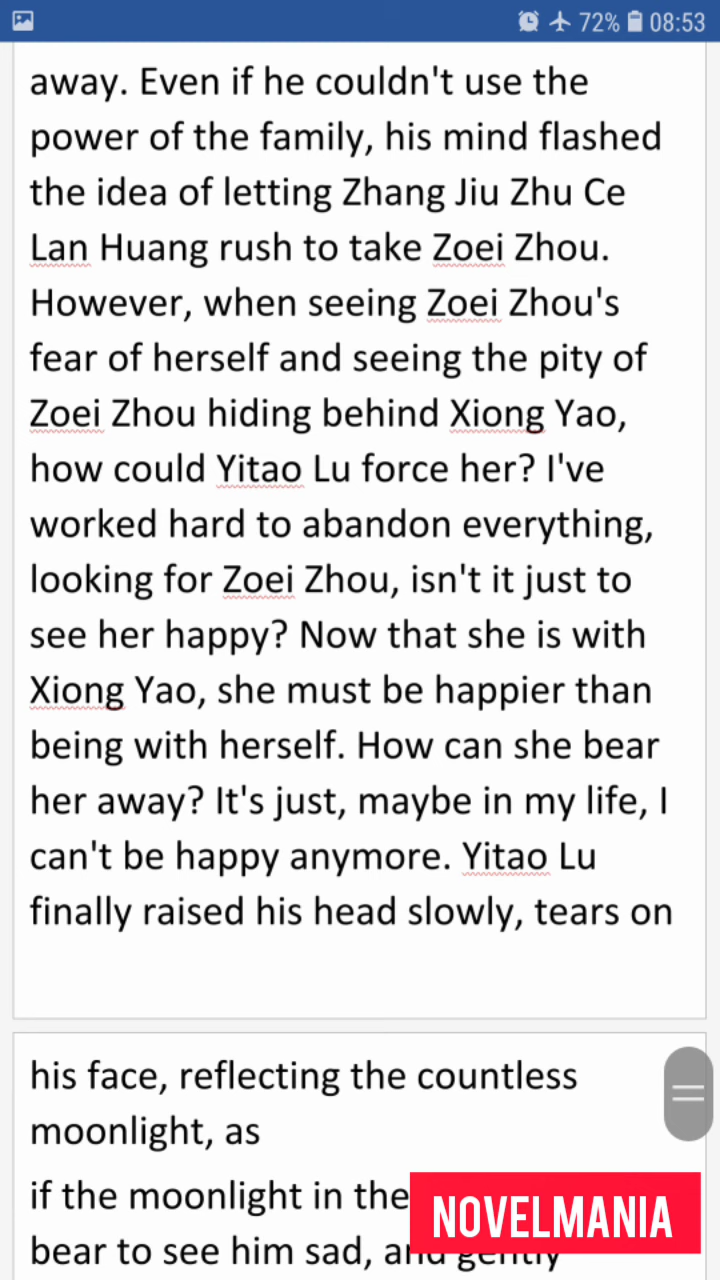 72% 08:53
away. Even if he couldn't use the
power of the family, his mind flashed
the idea of letting Zhang Jiu Zhu Ce
Lan Huang rush to take Zoei Zhou.
However, when seeing Zoei Zhou's
fear of herself and seeing the pity of
Zoei Zhou hiding behind Xiong Yao,
how could Yitao Lu force her? I've
worked hard to abandon everything,
looking for Zoei Zhou, isn't it just to
see her happy? Now that she is with
Xiong Yao, she must be happier than
being with herself. How can she bear
her away? It's just, maybe in my life, I
can't be happy anymore. Yitao Lu
finally raised his head slowly, tears on
his face, reflecting the countless
moonlight, as
if the moonlight in the
bear to see him sad, and gently
NOVELMANIA